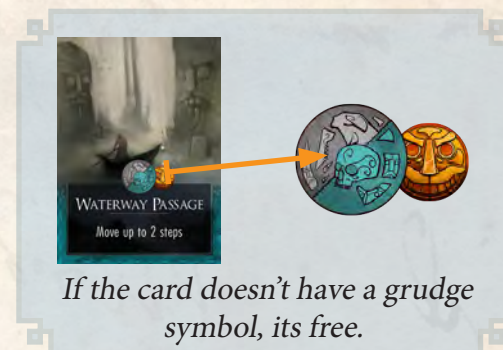 WATERWAY PASSAGE
Move up to 2 steps
If the card doesn't have a grudge
symbol, its free.